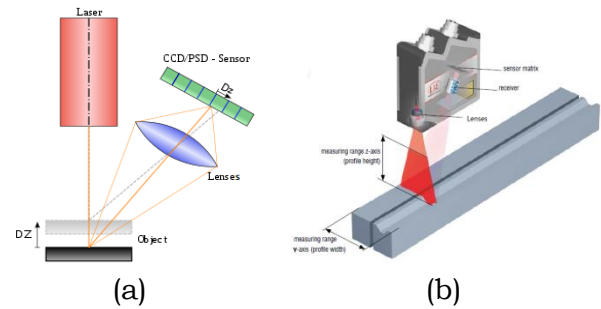 Laser
CCD/PSD - Sensor
Dz
Lenses
DZ
Object
(a)
sensor matrix
receiver
Lenses
measuring range z-axis
(profile height)
measuring range
y-axis (profile width)
(b)